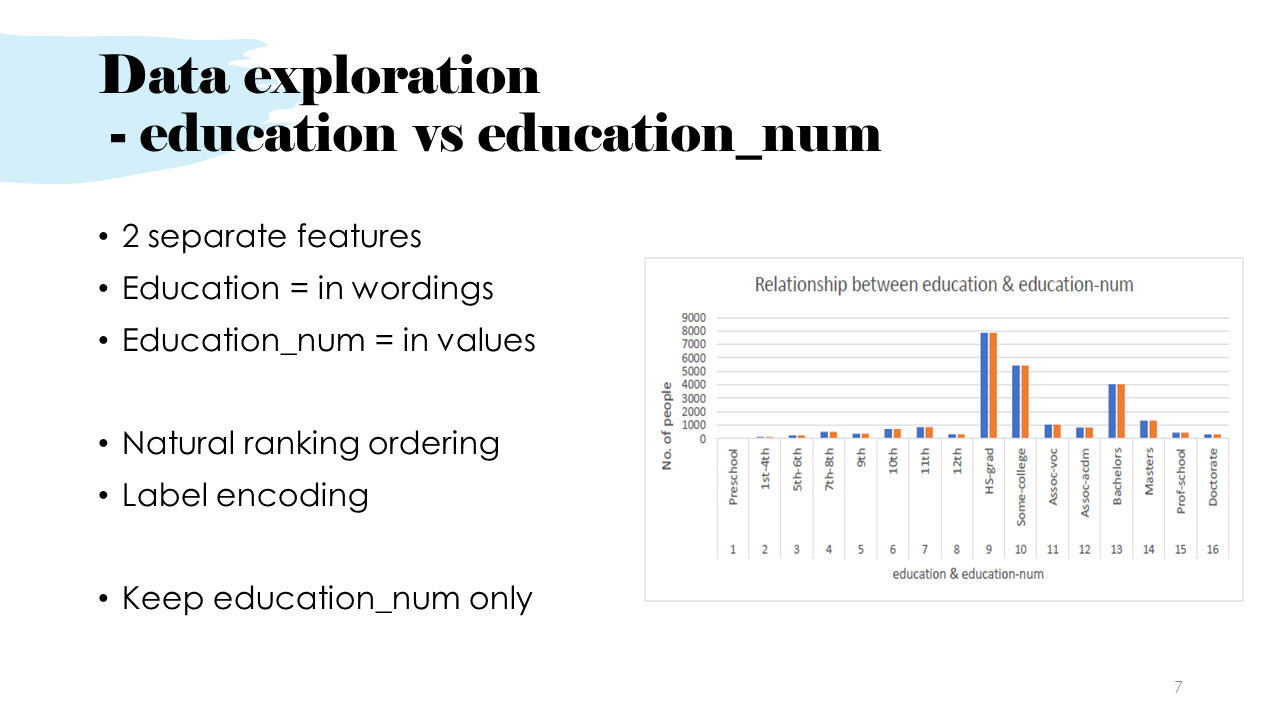 Data exploration
- education vs education_num
• 2 separate features
• Education = in wordings
• Education_num = in values
• Natural ranking ordering
• Label encoding
• Keep education_num only
Relationship between education & education-num
No. of people
9000
8000
7000
6000
5000
4000
3000
2000
1000
0
Preschool 1st-4th 5th-6th 7th-8th 9th 10th 11th 12th HS-grad Some-college Assoc-voc Assoc-acdm Bachelors Masters Prof-school Doctorate
1 2 3 4 5 6 7 8 9 10 11 12 13 14 15 16
education & education-num
7